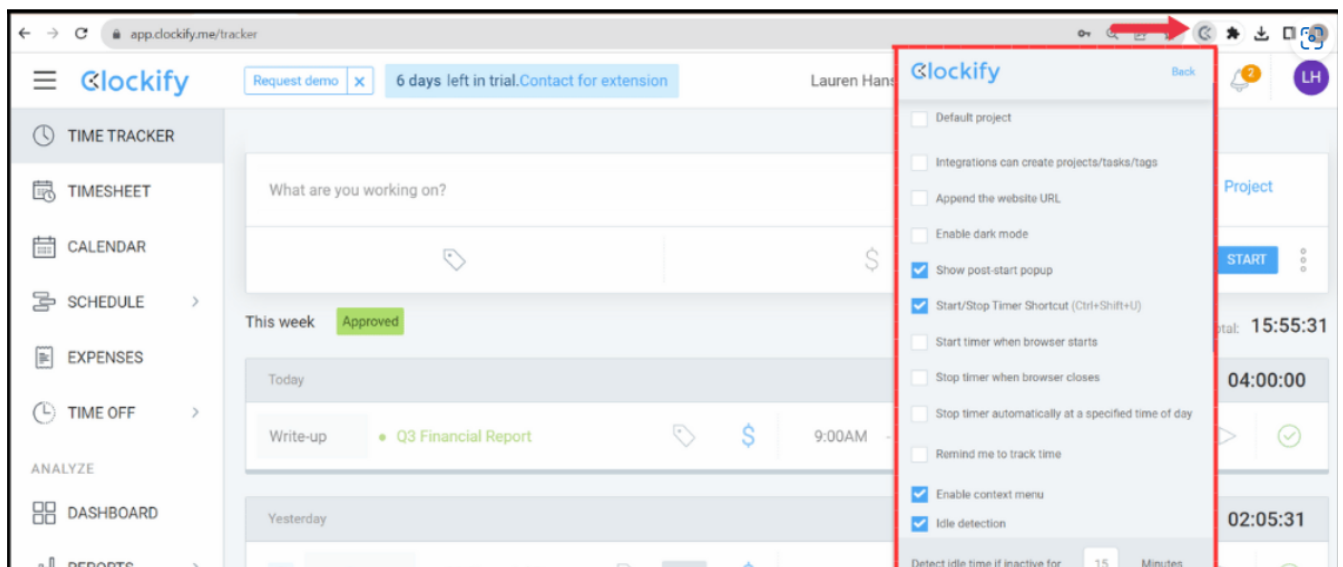 app.clockify.me/tracker
Clockify
Request demo
6 days left in trial.Contact for extension
Lauren Hans
2
LH
TIME TRACKER
TIMESHEET
CALENDAR
SCHEDULE
EXPENSES
TIME OFF
ANALYZE
DASHBOARD
REPORTS
What are you working on?
Project
$
START
This week
Approved
15:55:31
Today
04:00:00
Write-up
Q3 Financial Report
$
9:00AM -
Yesterday
02:05:31
Clockify
Back
Default project
Integrations can create projects/tasks/tags
Append the website URL
Enable dark mode
Show post-start popup
Start/Stop Timer Shortcut (Ctrl+Shift+U)
Start timer when browser starts
Stop timer when browser closes
Stop timer automatically at a specified time of day
Remind me to track time
Enable context menu
Idle detection
Detect idle time if inactive for 15 Minutes